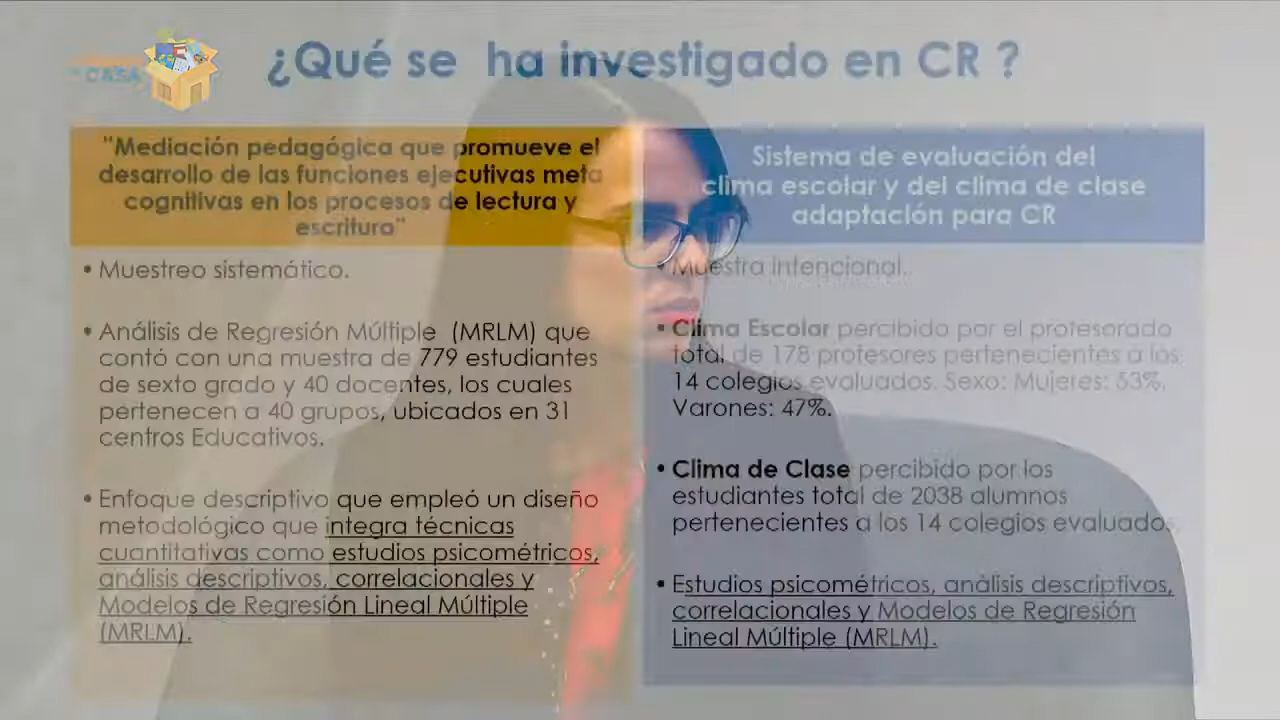 CASA
¿Qué se ha investigado en CR ?
"Mediación pedagógica que promueve el
desarrollo de las funciones ejecutivas meta
cognitivas en los procesos de lectura y
escritura"
• Muestreo sistemático.
• Análisis de Regresión Múltiple (MRLM) que
contó con una muestra de 779 estudiantes
de sexto grado y 40 docentes, los cuales
pertenecen a 40 grupos, ubicados en 31
centros Educativos.
• Enfoque descriptivo que empleó un diseño
metodológico que integra técnicas
cuantitativas como estudios psicométricos,
análisis descriptivos, correlacionales y
Modelos de Regresión Lineal Múltiple
(MRLM).
Sistema de evaluación del
clima escolar y del clima de clase
adaptación para CR
• Muestra Intencional.
• Clima Escolar percibido por el profesorado
total de 178 profesores pertenecientes a los
14 colegios evaluados. Sexo: Mujeres: 53%.
Varones: 47%.
• Clima de Clase percibido por los
estudiantes total de 2038 alumnos
pertenecientes a los 14 colegios evaluados.
• Estudios psicométricos, análisis descriptivos,
correlacionales y Modelos de Regresión
Lineal Múltiple (MRLM).